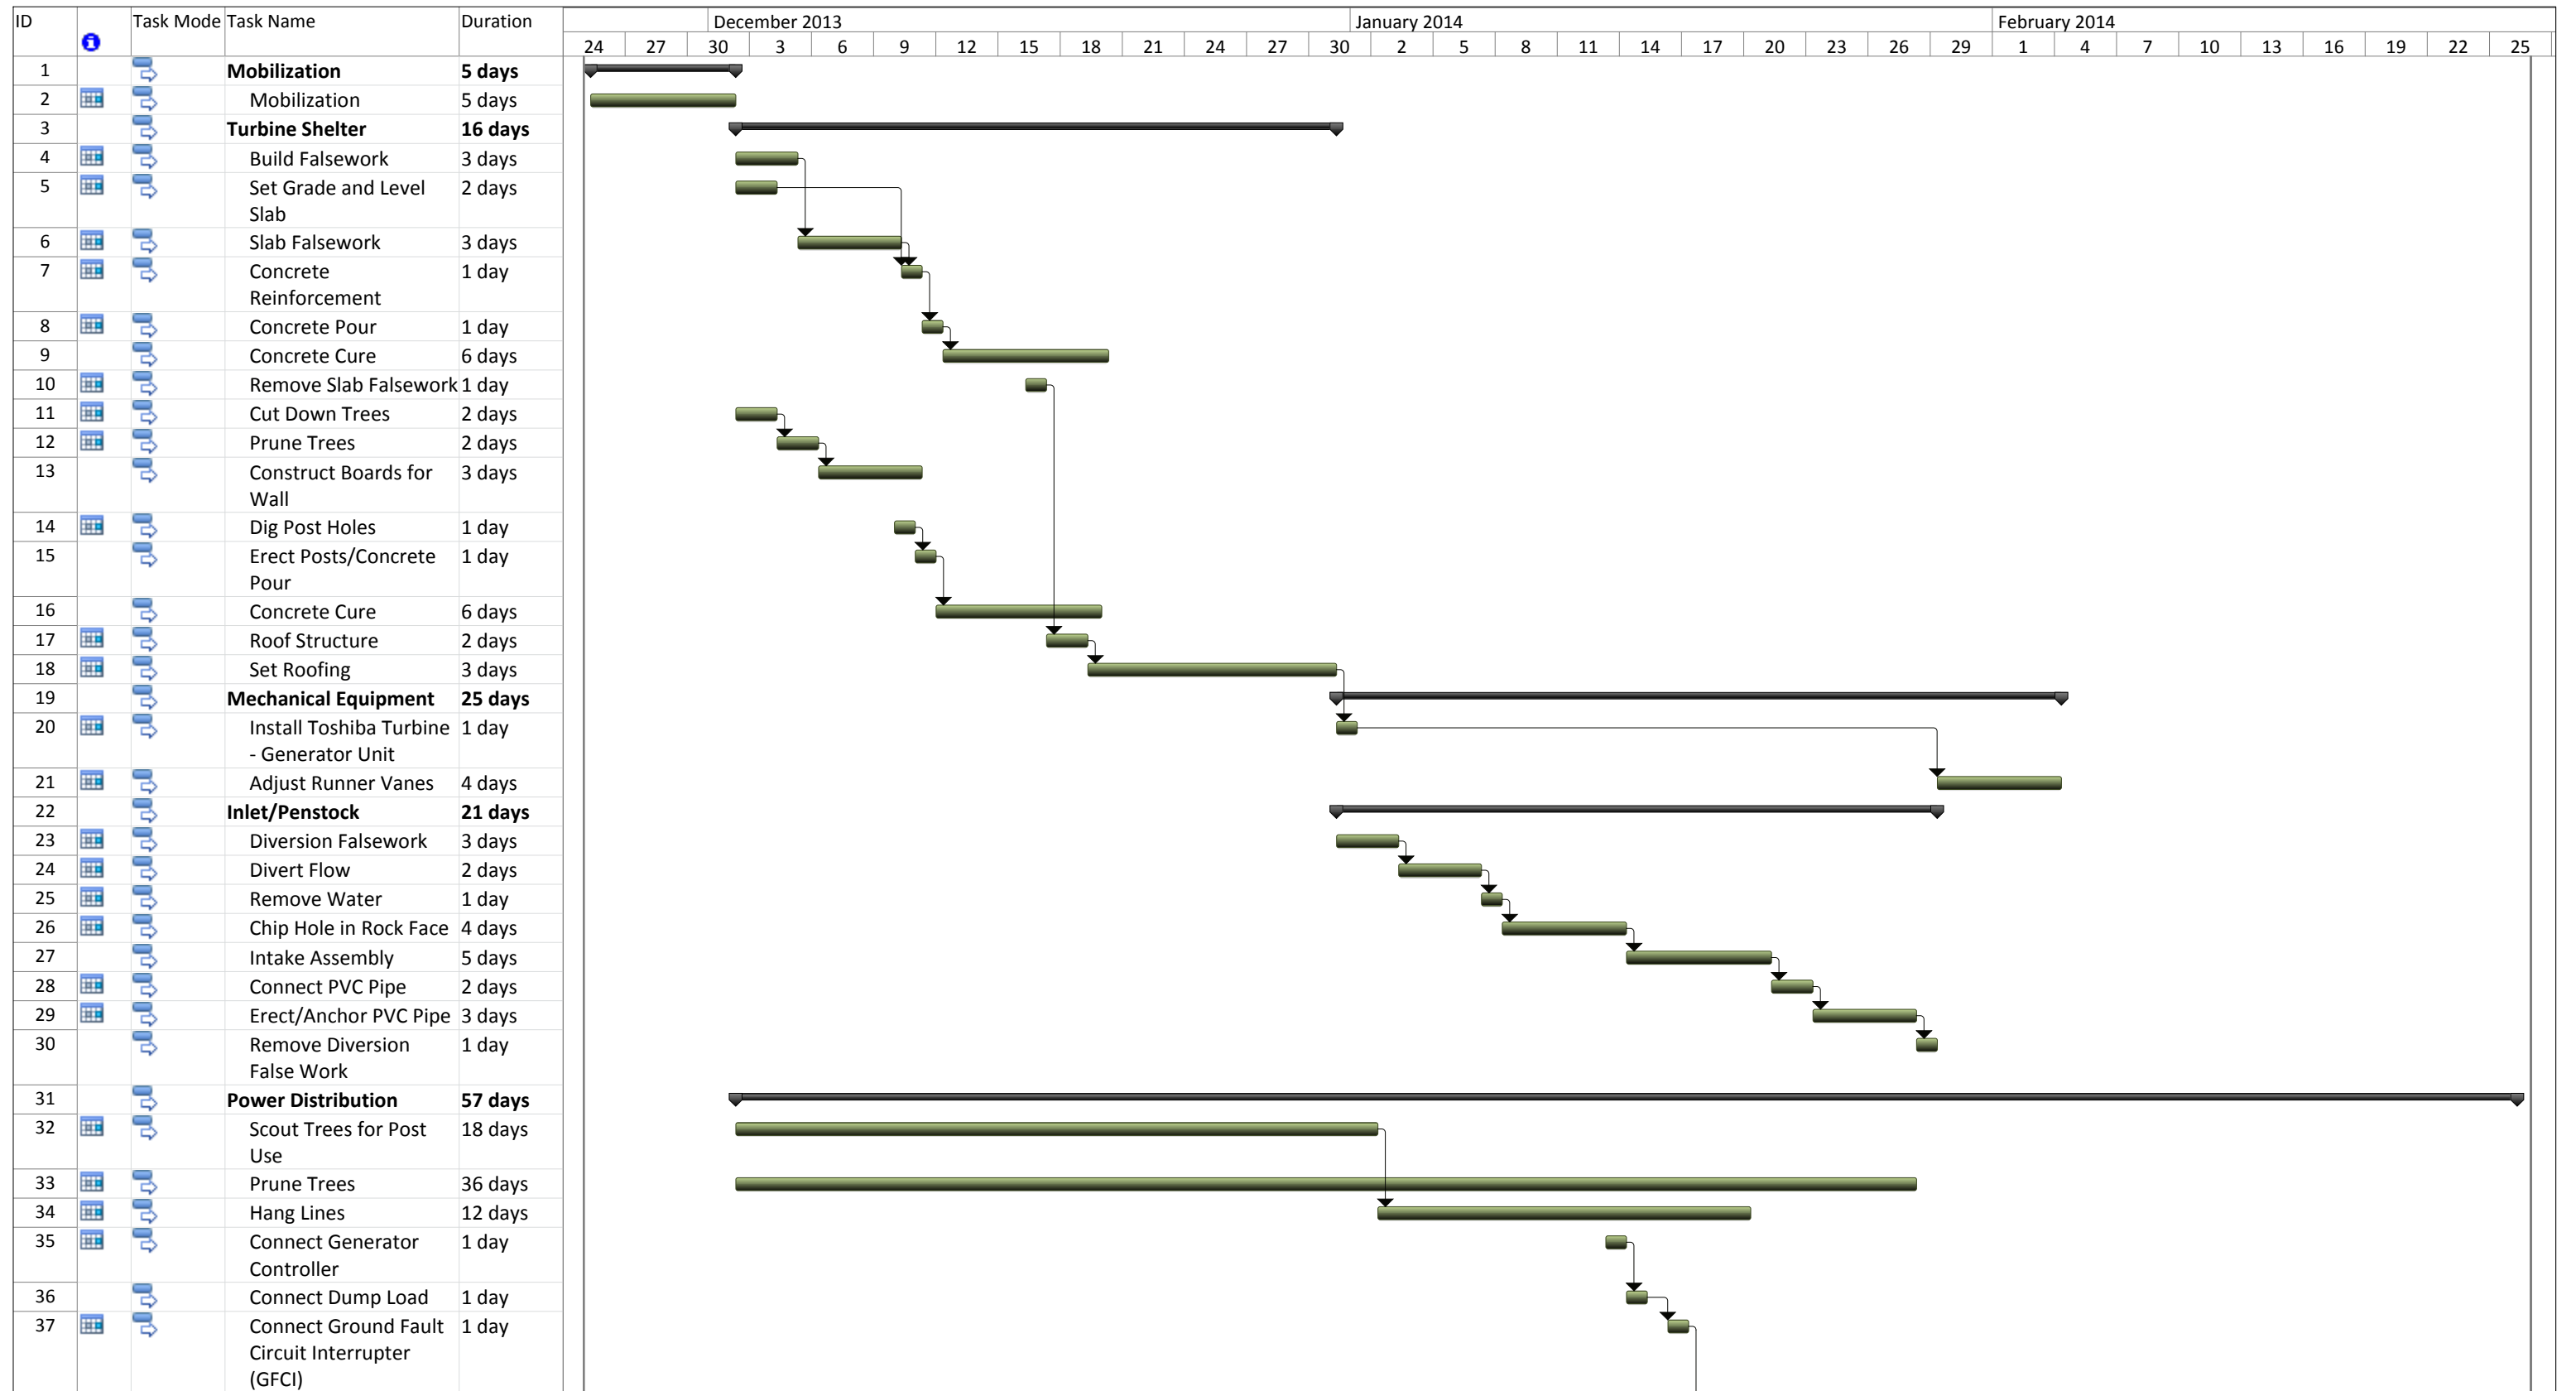 ID Task Mode Task Name Duration December 2013 January 2014 February 2014
24 27 30 3 6 9 12 15 18 21 24 27 30 2 5 8 11 14 17 20 23 26 29 1 4 7 10 13 16 19 22 25
1 Mobilization 5 days
2 Mobilization 5 days
3 Turbine Shelter 16 days
4 Build Falsework 3 days
5 Set Grade and Level 2 days
Slab
6 Slab Falsework 3 days
7 Concrete 1 day
Reinforcement
8 Concrete Pour 1 day
9 Concrete Cure 6 days
10 Remove Slab Falsework 1 day
11 Cut Down Trees 2 days
12 Prune Trees 2 days
13 Construct Boards for 3 days
Wall
14 Dig Post Holes 1 day
15 Erect Posts/Concrete 1 day
Pour
16 Concrete Cure 6 days
17 Roof Structure 2 days
18 Set Roofing 3 days
19 Mechanical Equipment 25 days
20 Install Toshiba Turbine 1 day
- Generator Unit
21 Adjust Runner Vanes 4 days
22 Inlet/Penstock 21 days
23 Diversion Falsework 3 days
24 Divert Flow 2 days
25 Remove Water 1 day
26 Chip Hole in Rock Face 4 days
27 Intake Assembly 5 days
28 Connect PVC Pipe 2 days
29 Erect/Anchor PVC Pipe 3 days
30 Remove Diversion 1 day
False Work
31 Power Distribution 57 days
32 Scout Trees for Post 18 days
Use
33 Prune Trees 36 days
34 Hang Lines 12 days
35 Connect Generator 1 day
Controller
36 Connect Dump Load 1 day
37 Connect Ground Fault 1 day
Circuit Interrupter
(GFCI)